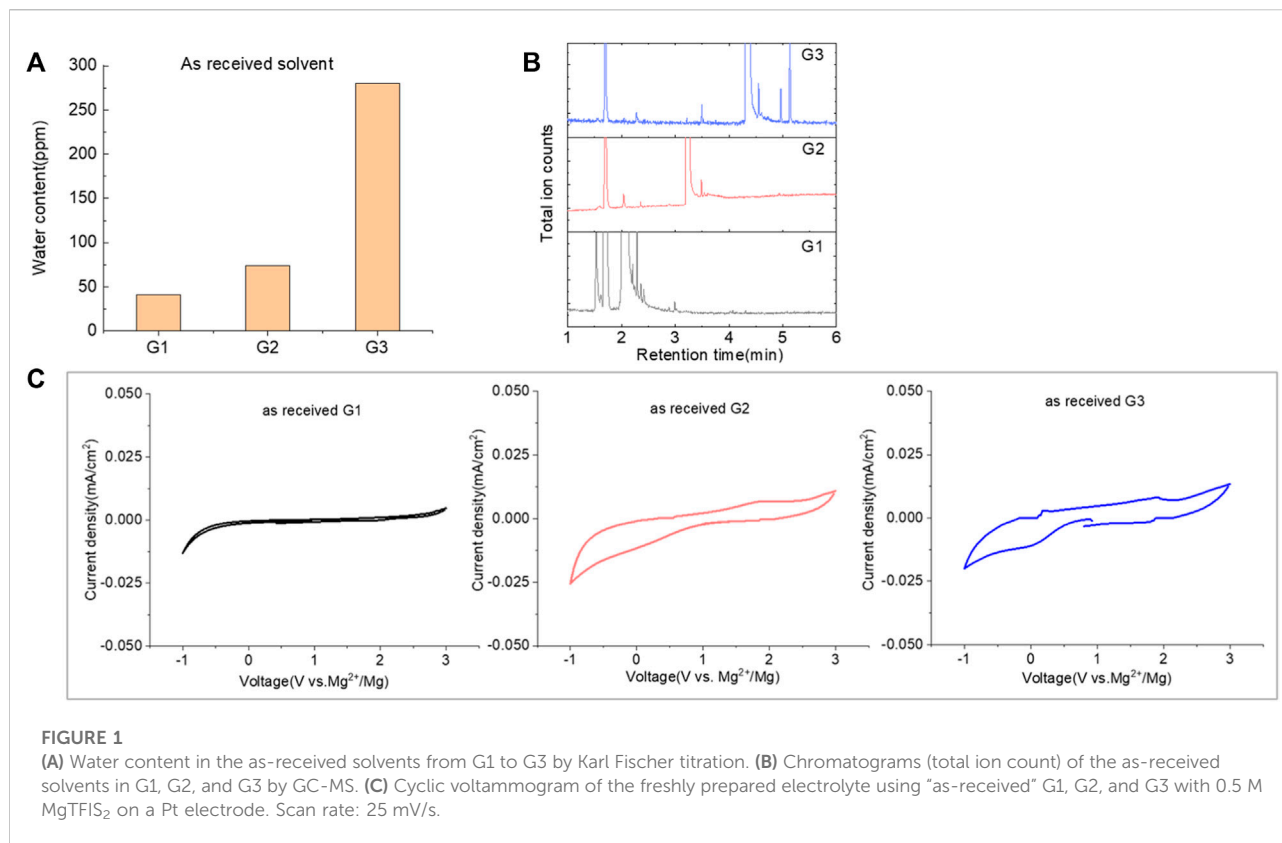 A
As received solvent
Water content(ppm)
300
250
200
150
100
50
0
G1 G2 G3
B
Total ion counts
G3
G2
G1
1 2 3 4 5 6
Retention time(min)
C
as received G1
Current density(mA/cm²)
0.050
0.025
0.000
-0.025
-0.050
-1 0 1 2 3
Voltage(V vs.Mg²⁺/Mg)
as received G2
Current density(mA/cm²)
0.050
0.025
0.000
-0.025
-0.050
-1 0 1 2 3
Voltage(V vs. Mg²⁺/Mg)
as received G3
Current density(mA/cm²)
0.050
0.025
0.000
-0.025
-0.050
-1 0 1 2 3
Voltage(V vs.Mg²⁺/Mg)
FIGURE 1
(A) Water content in the as-received solvents from G1 to G3 by Karl Fischer titration. (B) Chromatograms (total ion count) of the as-received
solvents in G1, G2, and G3 by GC-MS. (C) Cyclic voltammogram of the freshly prepared electrolyte using “as-received” G1, G2, and G3 with 0.5 M
MgTFIS₂ on a Pt electrode. Scan rate: 25 mV/s.